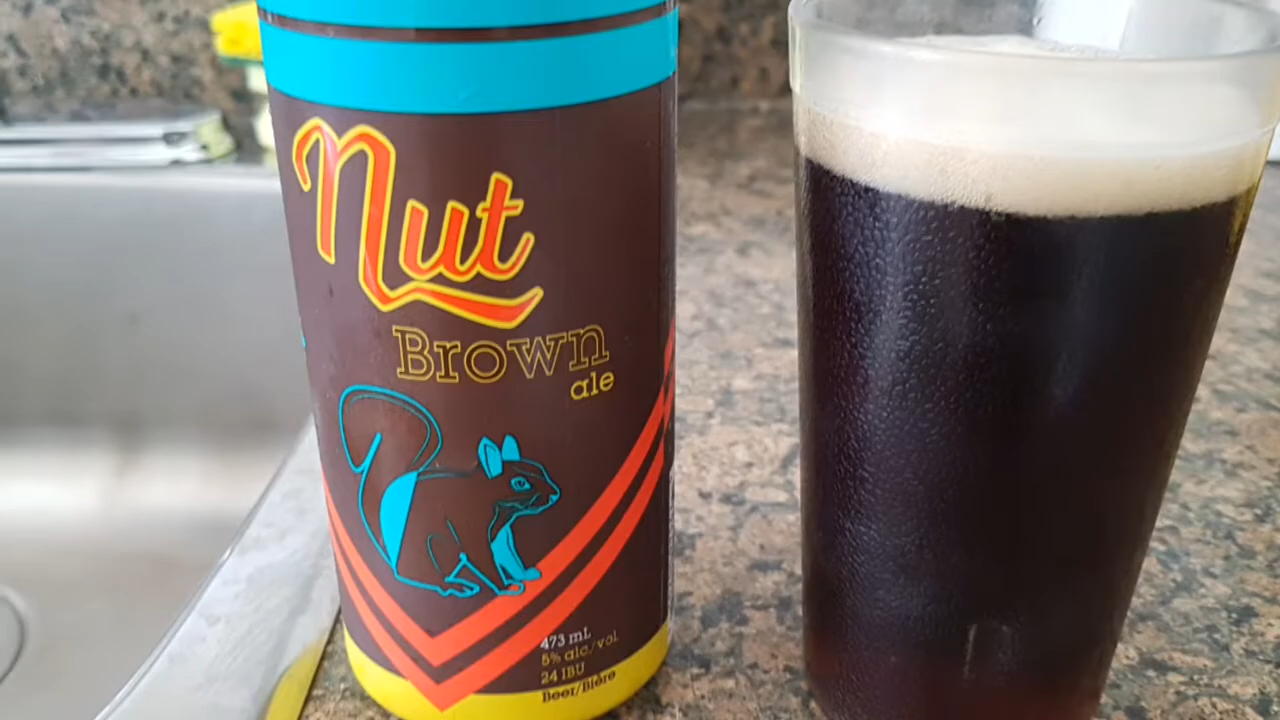 Nut
Brown
ale
473 mL
5% alc./vol.
24 IBU
Beer/Bière